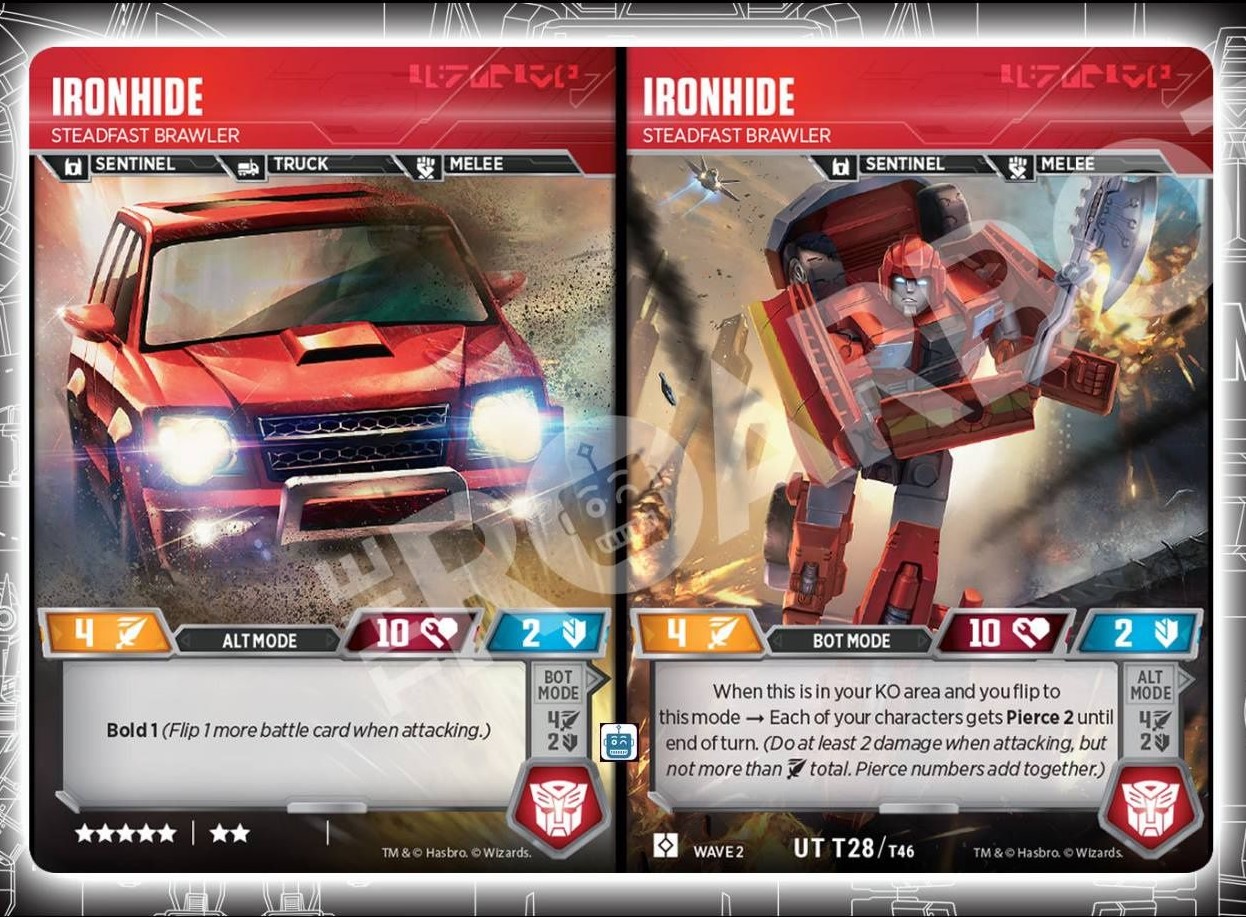 IRONHIDE
STEADFAST BRAWLER
SENTINEL TRUCK MELEE
4 ALT MODE 10 2
Bold 1 (Flip 1 more battle card when attacking.)
BOT
MODE
4
2
TM & © Hasbro. © Wizards.
IRONHIDE
STEADFAST BRAWLER
SENTINEL MELEE
4 BOT MODE 10 2
When this is in your KO area and you flip to
this mode → Each of your characters gets Pierce 2 until
end of turn. (Do at least 2 damage when attacking, but
not more than total. Pierce numbers add together.)
ALT
MODE
4
2
WAVE 2 UT T28/T46 TM & © Hasbro. © Wizards.
THE ROARBOT